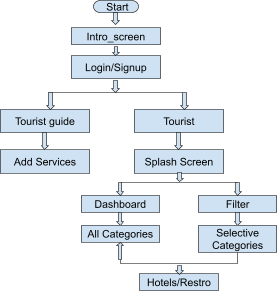 Start
Intro_screen
Login/Signup
Tourist guide
Tourist
Add Services
Splash Screen
Dashboard
Filter
All Categories
Selective
Categories
Hotels/Restro